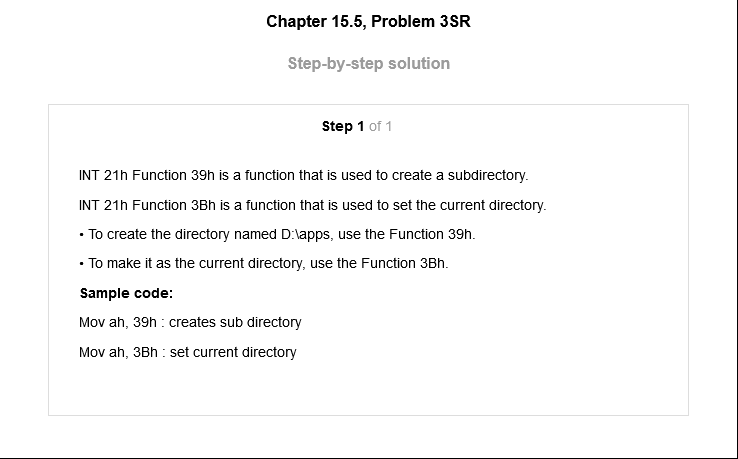 Chapter 15.5, Problem 3SR
Step-by-step solution
Step 1 of 1
INT 21h Function 39h is a function that is used to create a subdirectory.
INT 21h Function 3Bh is a function that is used to set the current directory.
• To create the directory named D:\apps, use the Function 39h.
• To make it as the current directory, use the Function 3Bh.
Sample code:
Mov ah, 39h : creates sub directory
Mov ah, 3Bh : set current directory